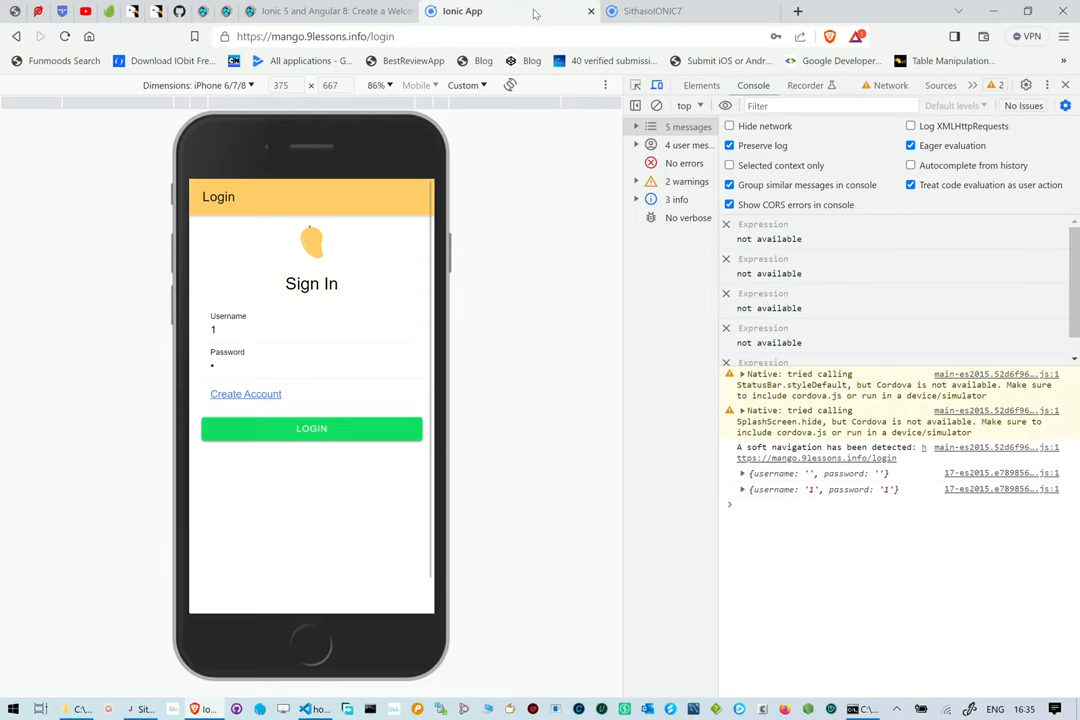 Ionic 5 and Angular 8: Create a Welco
Ionic App
SithasoIONIC7
https://mango.9lessons.info/login
VPN
Funmoods Search
Download IObit Fre...
All applications - G...
BestReviewApp
Blog
Blog
40 verified submissi...
Submit iOS or Andr...
Google Developer...
Table Manipulation...
»
Dimensions: iPhone 6/7/8
375
x
667
86%
Mobile
Custom
Elements
Console
Recorder
Network
Sources
»
2
top
Filter
Default levels
No Issues
5 messages
4 user mes...
No errors
2 warnings
3 info
No verbose
Hide network
Log XMLHttpRequests
Preserve log
Eager evaluation
Selected context only
Autocomplete from history
Group similar messages in console
Treat code evaluation as user action
Show CORS errors in console
Expression
not available
Expression
not available
Expression
not available
Expression
not available
Expression
Native: tried calling main-es2015.52d6f96….js:1
StatusBar.styleDefault, but Cordova is not available. Make sure
to include cordova.js or run in a device/simulator
Native: tried calling main-es2015.52d6f96….js:1
SplashScreen.hide, but Cordova is not available. Make sure to
include cordova.js or run in a device/simulator
A soft navigation has been detected: h main-es2015.52d6f96….js:1
ttps://mango.9lessons.info/login
{username: '', password: ''} 17-es2015.e789856….js:1
{username: '1', password: '1'} 17-es2015.e789856….js:1
Login
Sign In
Username
1
Password
•
Create Account
LOGIN
C:\...
Sit...
Io...
ho...
C:\...
ENG
16:35